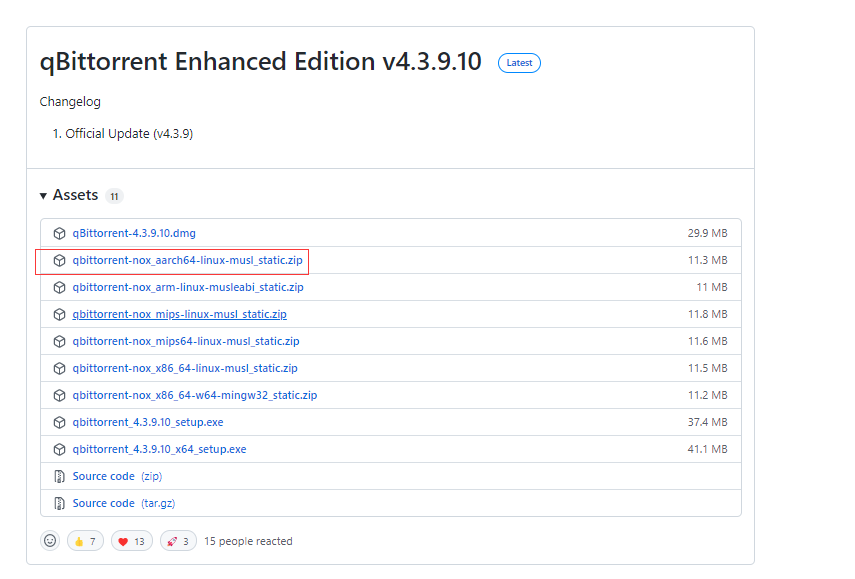 qBittorrent Enhanced Edition v4.3.9.10 Latest
Changelog
1. Official Update (v4.3.9)
Assets 11
qBittorrent-4.3.9.10.dmg 29.9 MB
qbittorrent-nox_aarch64-linux-musl_static.zip 11.3 MB
qbittorrent-nox_arm-linux-musleabi_static.zip 11 MB
qbittorrent-nox_mips-linux-musl_static.zip 11.8 MB
qbittorrent-nox_mips64-linux-musl_static.zip 11.6 MB
qbittorrent-nox_x86_64-linux-musl_static.zip 11.5 MB
qbittorrent-nox_x86_64-w64-mingw32_static.zip 11.2 MB
qbittorrent_4.3.9.10_setup.exe 37.4 MB
qbittorrent_4.3.9.10_x64_setup.exe 41.1 MB
Source code (zip)
Source code (tar.gz)
7 13 3 15 people reacted